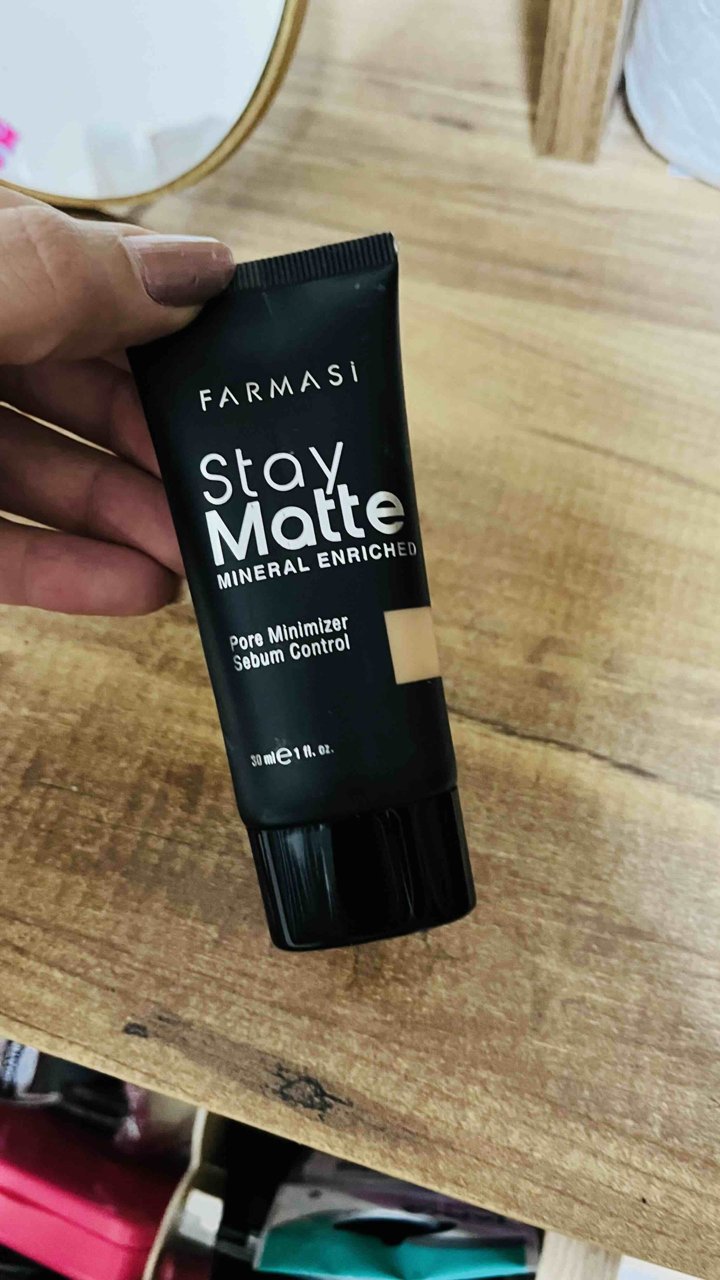 FARMASi
Stay
Matte
MINERAL ENRICHED
Pore Minimizer
Sebum Control
30 ml e 1 fl. oz.